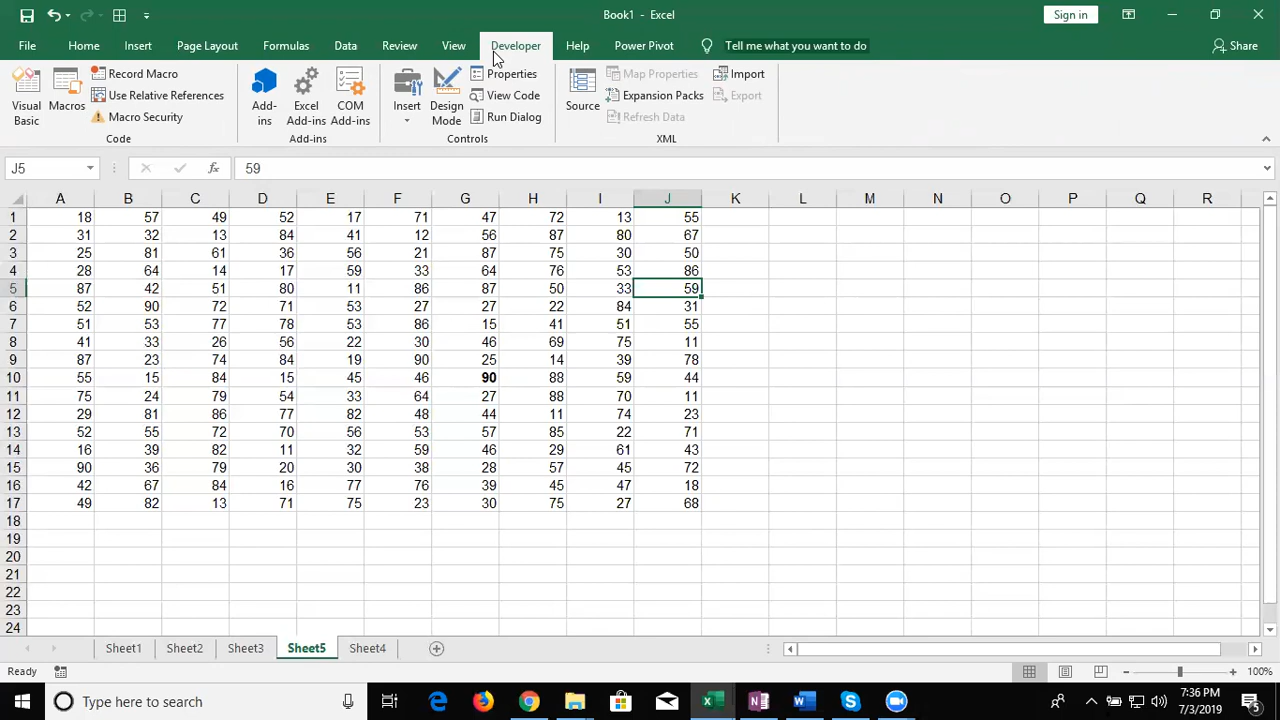 Book1 - Excel
Sign in
File Home Insert Page Layout Formulas Data Review View Developer Help Power Pivot Tell me what you want to do Share
Visual Basic
Macros
Record Macro
Use Relative References
Macro Security
Code
Add-ins
Excel Add-ins
COM Add-ins
Add-ins
Insert
Design Mode
Properties
View Code
Run Dialog
Controls
Source
Map Properties
Expansion Packs
Refresh Data
Import
Export
XML
J5 fx 59
A B C D E F G H I J K L M N O P Q R
1 18 57 49 52 17 71 47 72 13 55
2 31 32 13 84 41 12 56 87 80 67
3 25 81 61 36 56 21 87 75 30 50
4 28 64 14 17 59 33 64 76 53 86
5 87 42 51 80 11 86 87 50 33 59
6 52 90 72 71 53 27 27 22 84 31
7 51 53 77 78 53 86 15 41 51 55
8 41 33 26 56 22 30 46 69 75 11
9 87 23 74 84 19 90 25 14 39 78
10 55 15 84 15 45 46 90 88 59 44
11 75 24 79 54 33 64 27 88 70 11
12 29 81 86 77 82 48 44 11 74 23
13 52 55 72 70 56 53 57 85 22 71
14 16 39 82 11 32 59 46 29 61 43
15 90 36 79 20 30 38 28 57 45 72
16 42 67 84 16 77 76 39 45 47 18
17 49 82 13 71 75 23 30 75 27 68
18
19
20
21
22
23
24
Sheet1 Sheet2 Sheet3 Sheet5 Sheet4
Ready 100%
Type here to search
7:36 PM
7/3/2019
5